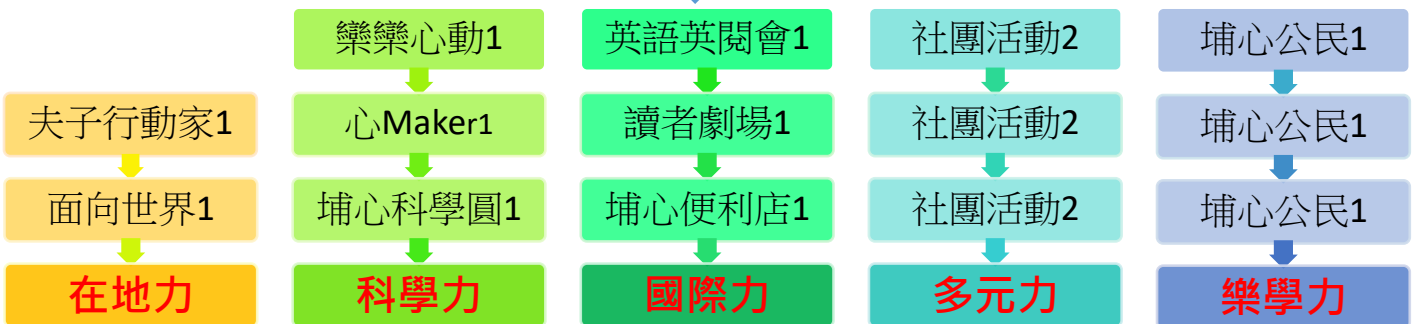 欒欒心動1 英語英閱會1 社團活動2 埔心公民1
夫子行動家1 心Maker1 讀者劇場1 社團活動2 埔心公民1
面向世界1 埔心科學圓1 埔心便利店1 社團活動2 埔心公民1
在地力 科學力 國際力 多元力 樂學力